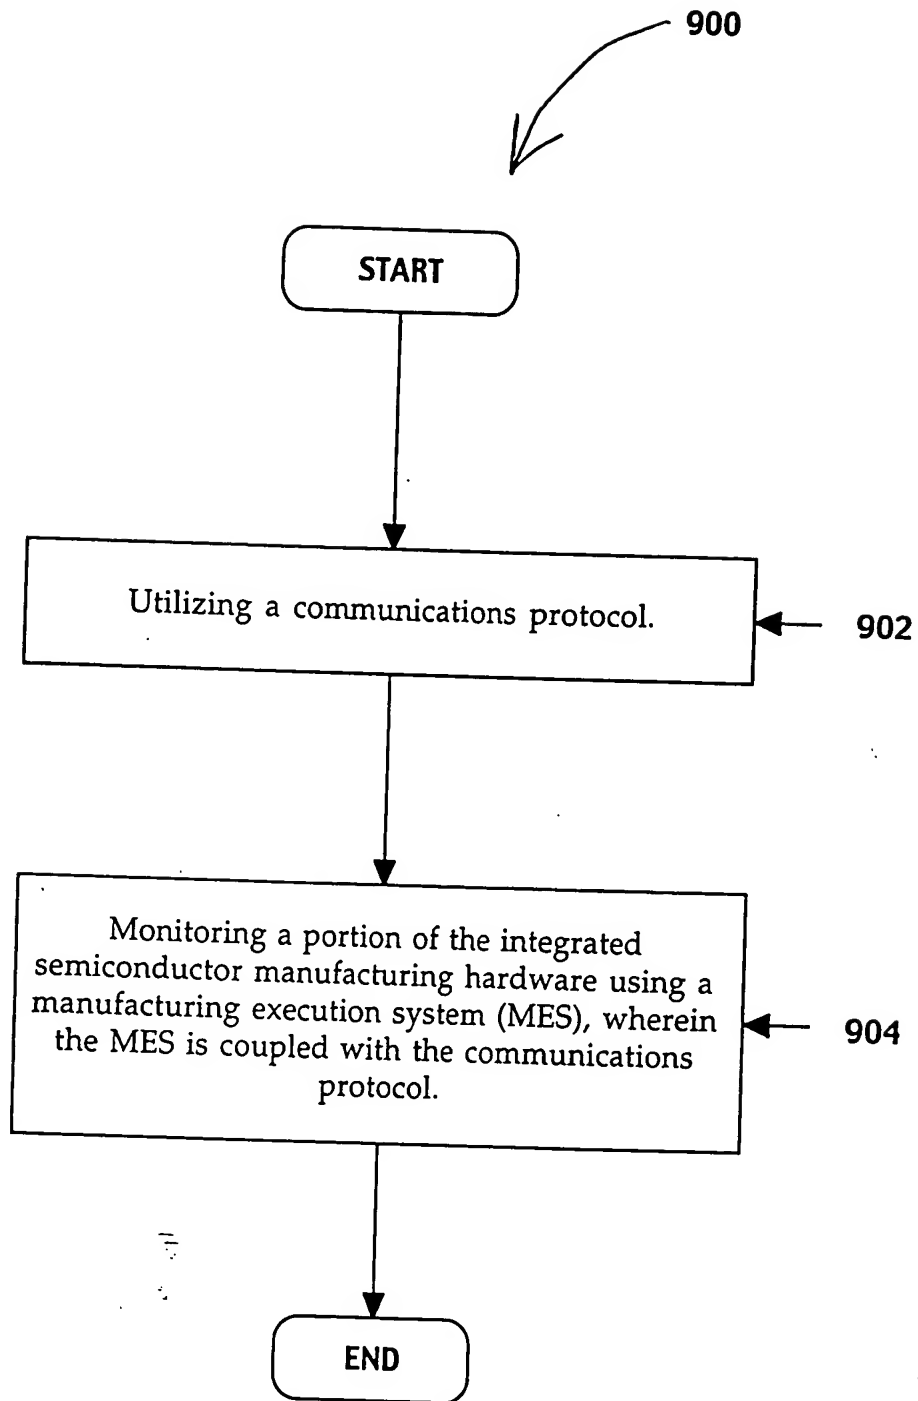 900
START
Utilizing a communications protocol.
902
Monitoring a portion of the integrated
semiconductor manufacturing hardware using a
manufacturing execution system (MES), wherein
the MES is coupled with the communications
protocol.
904
END